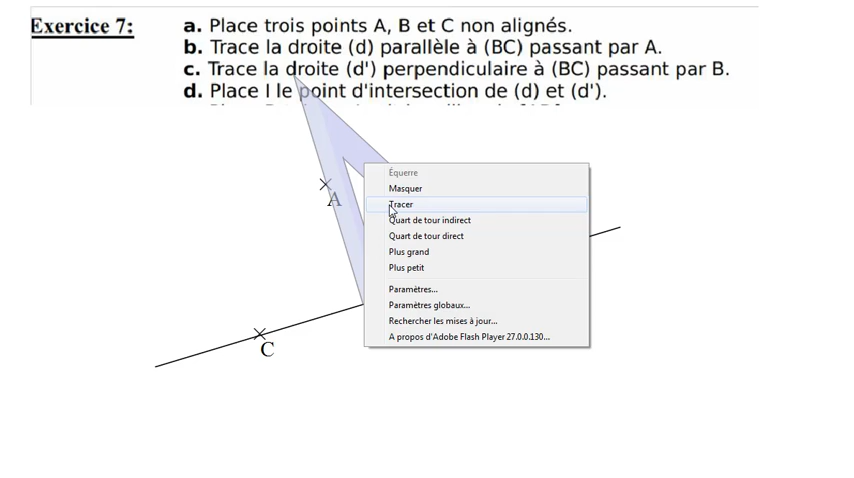 Exercice 7:
a. Place trois points A, B et C non alignés.
b. Trace la droite (d) parallèle à (BC) passant par A.
c. Trace la droite (d') perpendiculaire à (BC) passant par B.
d. Place I le point d'intersection de (d) et (d').
Équerre
Masquer
A
Tracer
Quart de tour indirect
Quart de tour direct
Plus grand
Plus petit
Paramètres...
Paramètres globaux...
Rechercher les mises à jour...
A propos d'Adobe Flash Player 27.0.0.130...
C